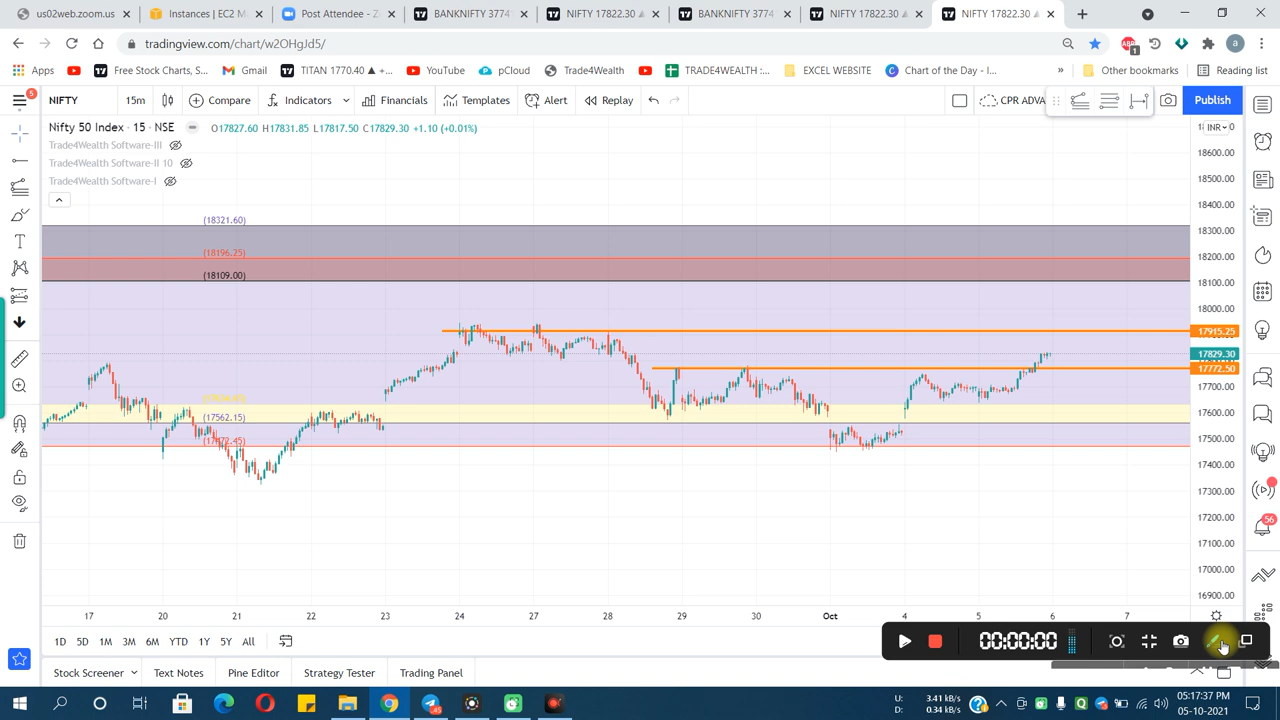 us02web.zoom.us
Instances | EC2 M
Post Attendee - Z
BANKNIFTY 3774
NIFTY 17822.30
BANKNIFTY 3774
NIFTY 17822.30
NIFTY 17822.30
tradingview.com/chart/w2OHgJd5/
ABP
1
a
Apps
Free Stock Charts, S...
Gmail
TITAN 1770.40 ▲ +...
YouTube
pCloud
Trade4Wealth
TRADE4WEALTH :...
EXCEL WEBSITE
Chart of the Day - I...
»
Other bookmarks
Reading list
5
NIFTY
15m
Compare
Indicators
Financials
Templates
Alert
Replay
CPR ADVA
Publish
Nifty 50 Index · 15 · NSE
O17827.60 H17831.85 L17817.50 C17829.30 +1.10 (+0.01%)
Trade4Wealth Software-III
Trade4Wealth Software-II 10
Trade4Wealth Software-I
INR
18600.00
18500.00
18400.00
18300.00
18200.00
18100.00
18000.00
17915.25
17829.30
17772.50
17700.00
17600.00
17500.00
17400.00
17300.00
17200.00
17100.00
17000.00
16900.00
(18321.60)
(18196.25)
(18109.00)
(17562.15)
(17472.45)
17 20 21 22 23 24 27 28 29 30 Oct 4 5 6 7
1D 5D 1M 3M 6M YTD 1Y 5Y All
00:00:00
56
Stock Screener
Text Notes
Pine Editor
Strategy Tester
Trading Panel
45
U: 3.41 kB/s
D: 0.34 kB/s
05:17:37 PM
05-10-2021